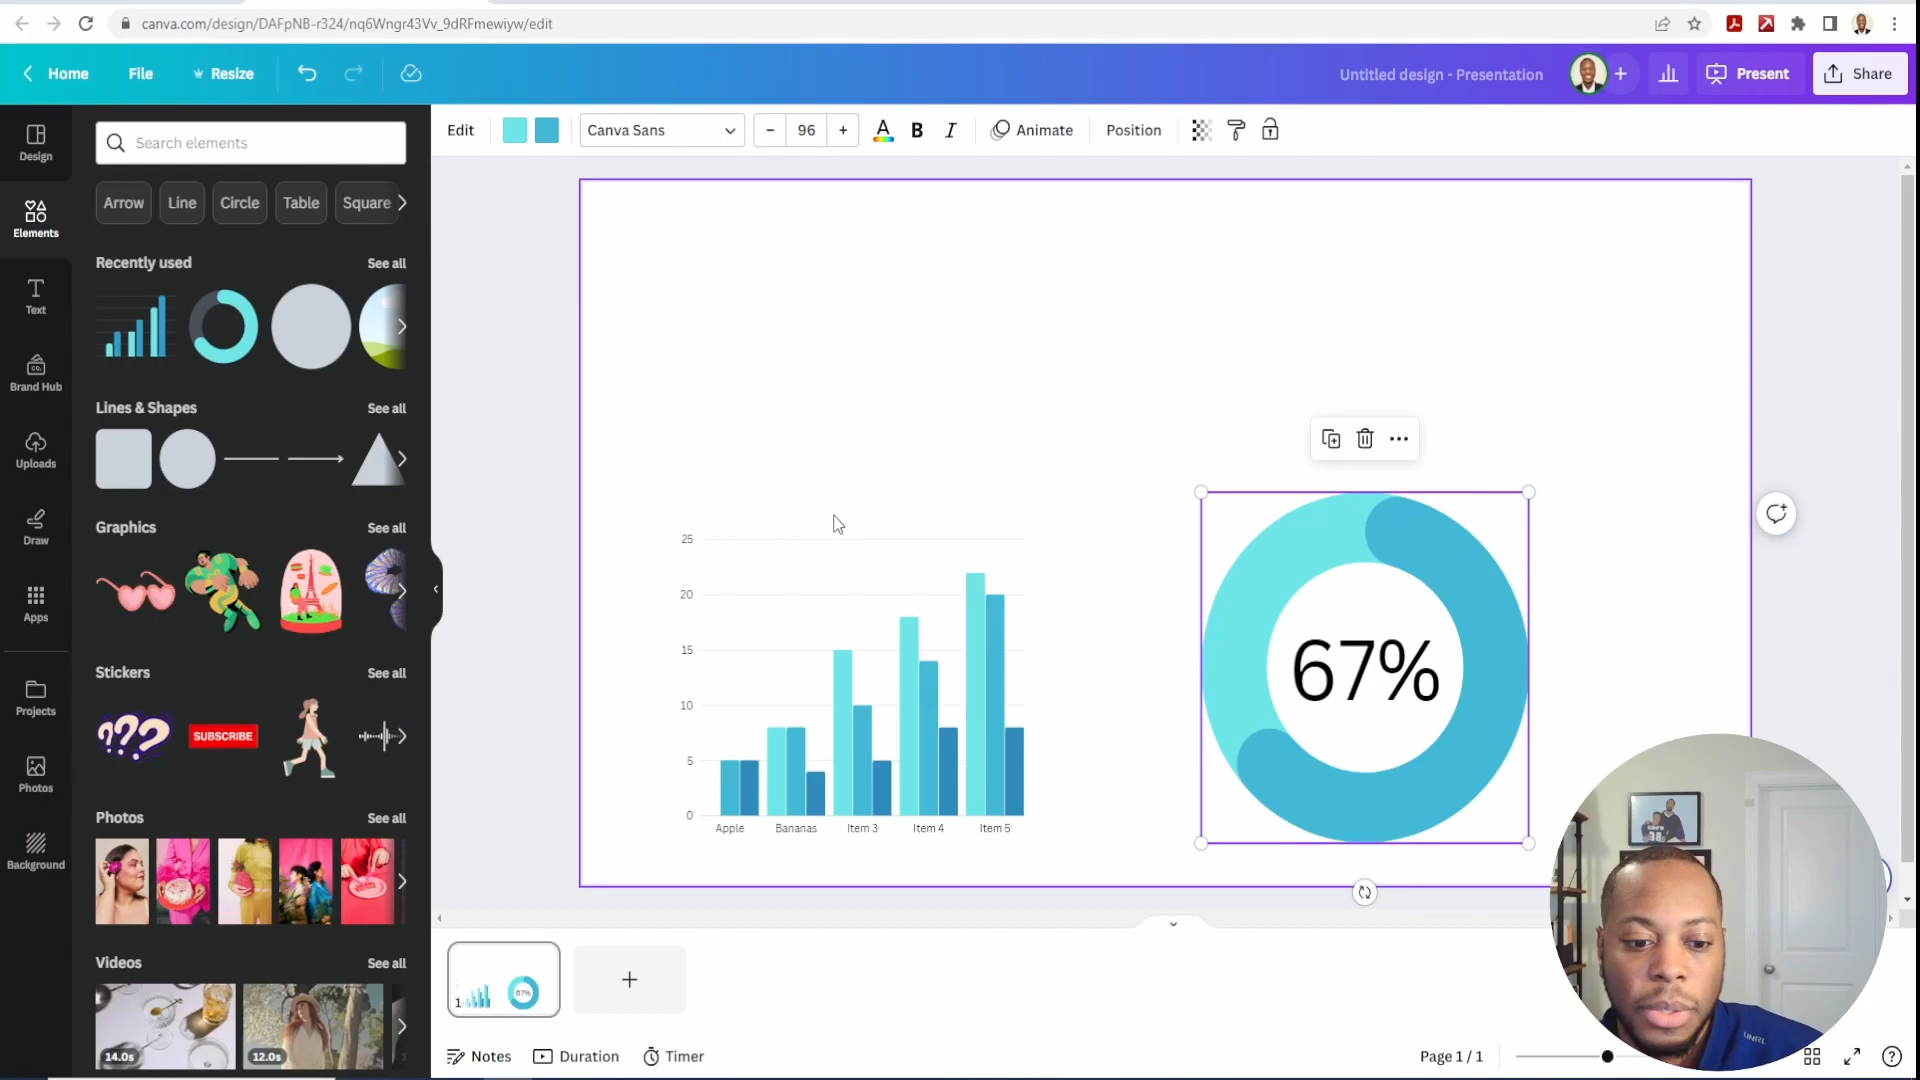 canva.com/design/DAFpNB-r324/nq6Wngr43Vv_9dRFmewiyw/edit
Home
File
Resize
Untitled design - Presentation
Present
Share
Design
Elements
Text
Brand Hub
Uploads
Draw
Apps
Projects
Photos
Background
Search elements
Arrow
Line
Circle
Table
Square
Recently used
See all
Lines & Shapes
See all
Graphics
See all
Stickers
See all
???
SUBSCRIBE
Photos
See all
Videos
See all
14.0s
12.0s
Edit
Canva Sans
96
B
I
Animate
Position
25
20
15
10
5
0
Apple
Bananas
Item 3
Item 4
Item 5
67%
1
67%
Notes
Duration
Timer
Page 1 / 1